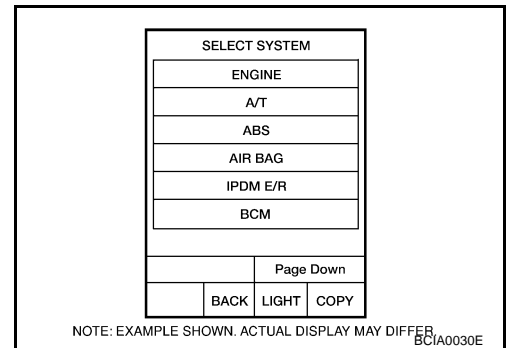 SELECT SYSTEM
ENGINE
A/T
ABS
AIR BAG
IPDM E/R
BCM
Page Down
BACK LIGHT COPY
NOTE: EXAMPLE SHOWN. ACTUAL DISPLAY MAY DIFFER.
BCIA0030E